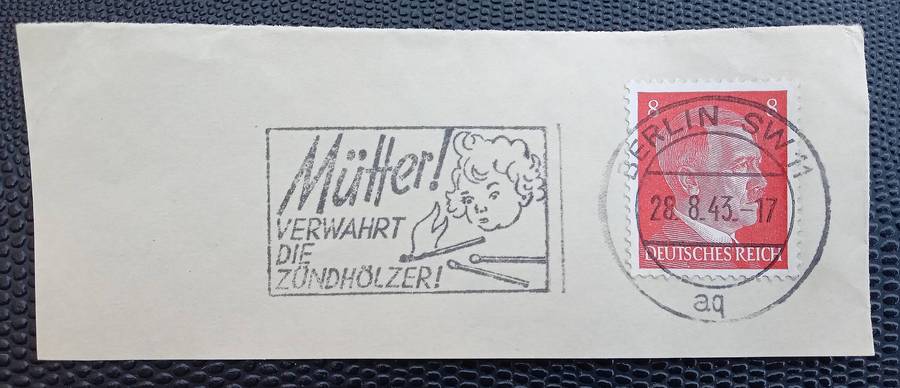 Mütter!
VERWAHRT
DIE
ZÜNDHÖLZER!
8 8
BERLIN SW 11
28.8.43.-17
DEUTSCHES REICH
aq